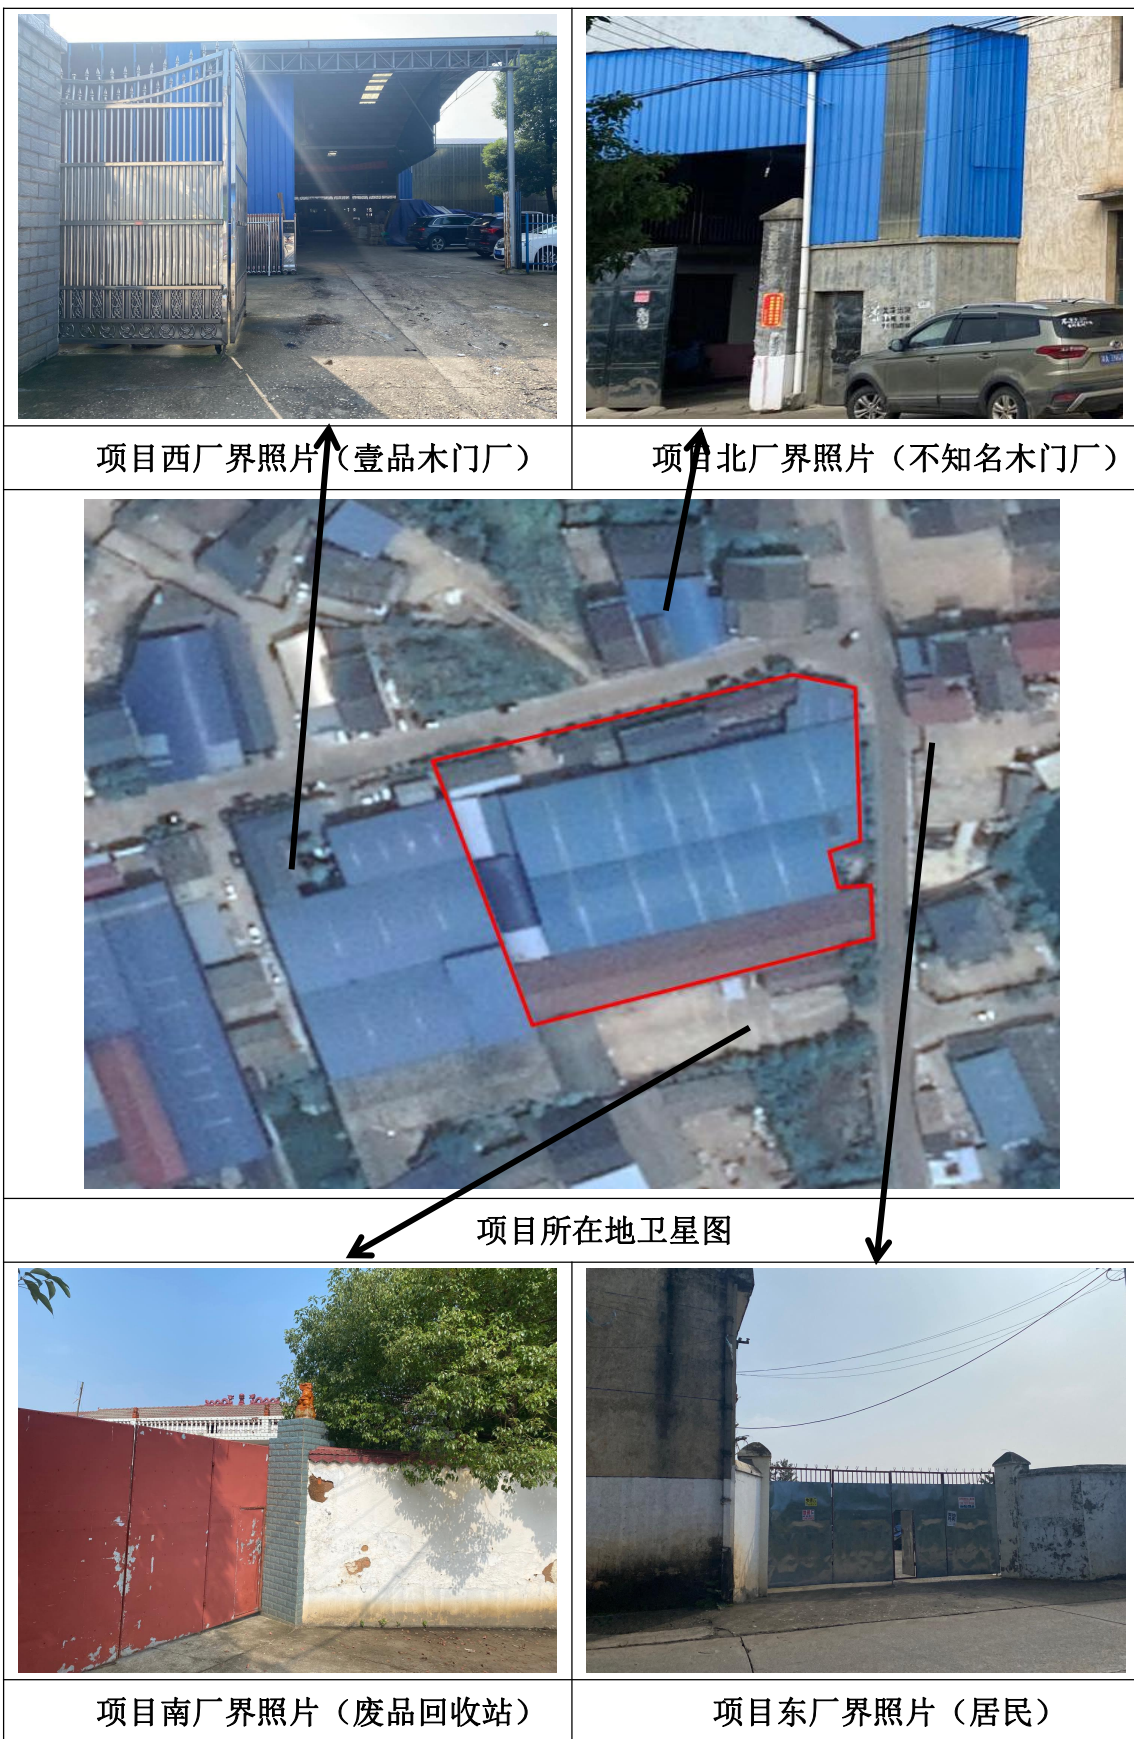 项目西厂界照片（壹品木门厂）
项目北厂界照片（不知名木门厂）
项目所在地卫星图
项目南厂界照片（废品回收站）
项目东厂界照片（居民）